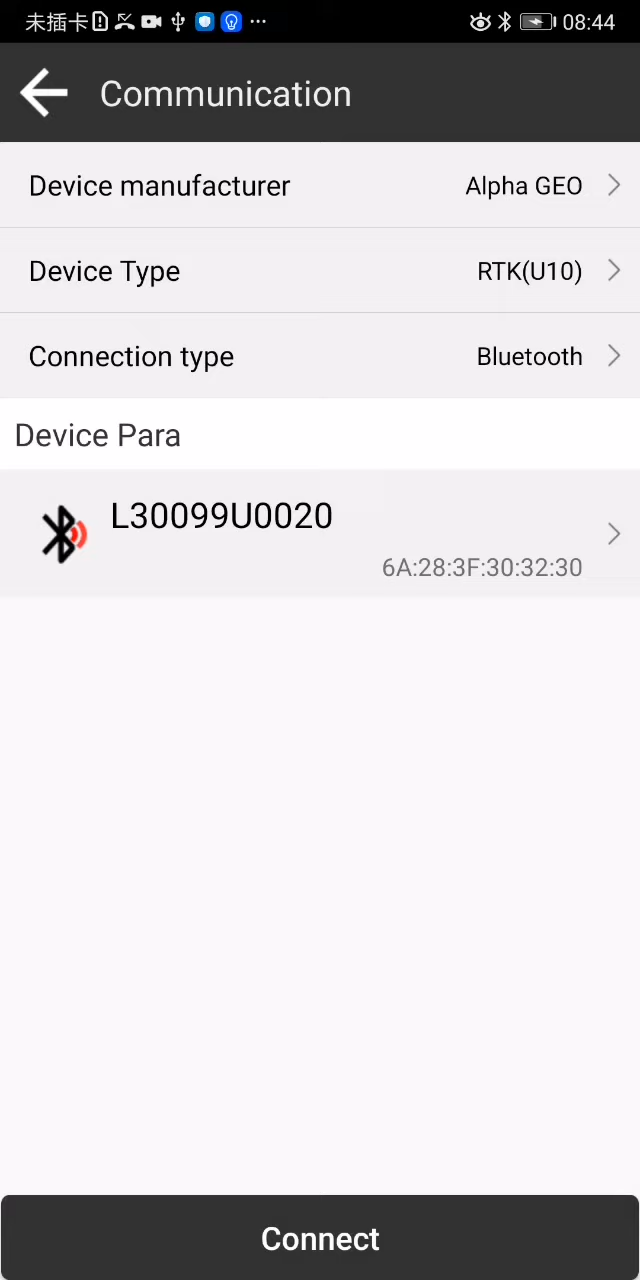 未插卡 08:44
Communication
Device manufacturer Alpha GEO
Device Type RTK(U10)
Connection type Bluetooth
Device Para
L30099U0020
6A:28:3F:30:32:30
Connect